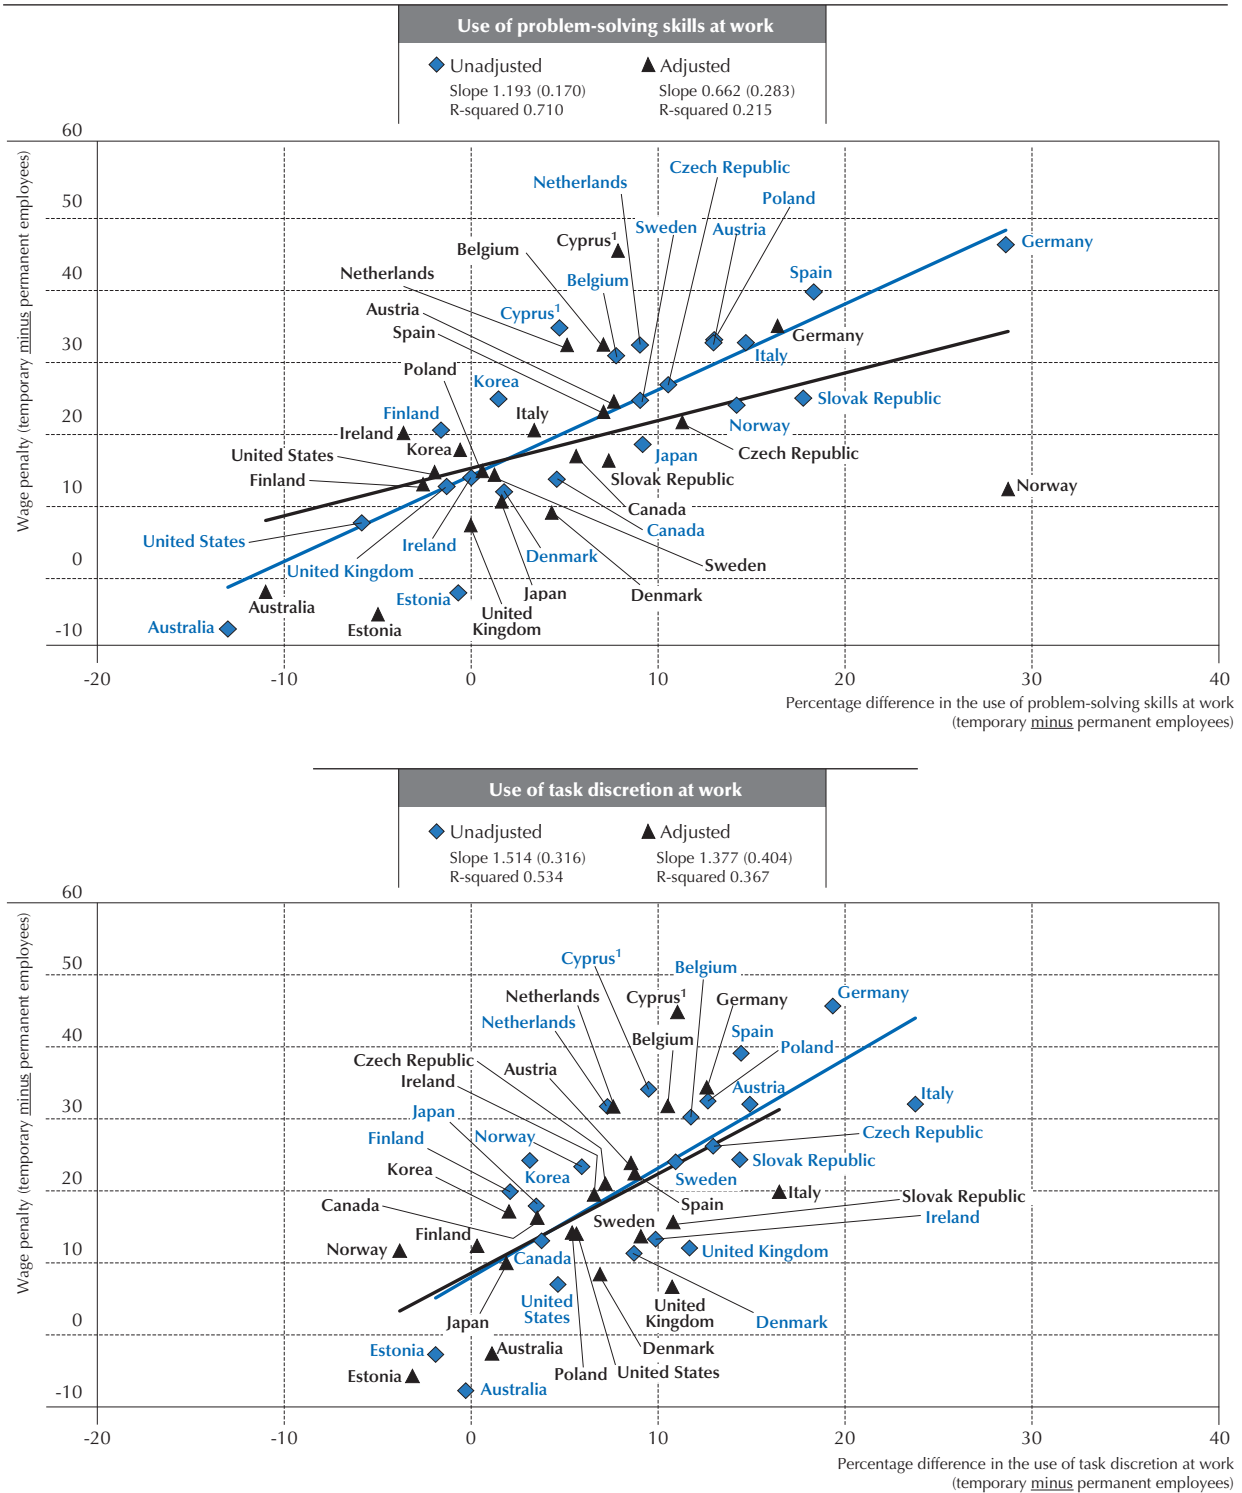 Use of problem-solving skills at work
Unadjusted
Slope 1.193 (0.170)
R-squared 0.710
Adjusted
Slope 0.662 (0.283)
R-squared 0.215
Wage penalty (temporary minus permanent employees)
60
50
40
30
20
10
0
-10
Czech Republic
Netherlands
Poland
Sweden
Austria
Cyprus¹
Belgium
Germany
Netherlands
Belgium
Spain
Austria
Cyprus¹
Spain
Germany
Italy
Poland
Korea
Slovak Republic
Finland
Italy
Norway
Ireland
Korea
United States
Japan
Czech Republic
Finland
Slovak Republic
Norway
Canada
Canada
United States
Ireland
Denmark
Sweden
United Kingdom
Japan
Denmark
Estonia
Australia
United
Kingdom
Australia
Estonia
-20
-10
0
10
20
30
40
Percentage difference in the use of problem-solving skills at work
(temporary minus permanent employees)
Use of task discretion at work
Unadjusted
Slope 1.514 (0.316)
R-squared 0.534
Adjusted
Slope 1.377 (0.404)
R-squared 0.367
Wage penalty (temporary minus permanent employees)
60
50
40
30
20
10
0
-10
Cyprus¹
Belgium
Germany
Netherlands
Cyprus¹
Germany
Netherlands
Spain
Belgium
Poland
Czech Republic
Austria
Ireland
Austria
Italy
Japan
Czech Republic
Finland
Norway
Slovak Republic
Korea
Korea
Sweden
Italy
Slovak Republic
Canada
Spain
Ireland
Sweden
Finland
Norway
Canada
United Kingdom
United
States
United
Kingdom
Japan
Denmark
Estonia
Australia
Denmark
Estonia
Poland
United States
Australia
-20
-10
0
10
20
30
40
Percentage difference in the use of task discretion at work
(temporary minus permanent employees)